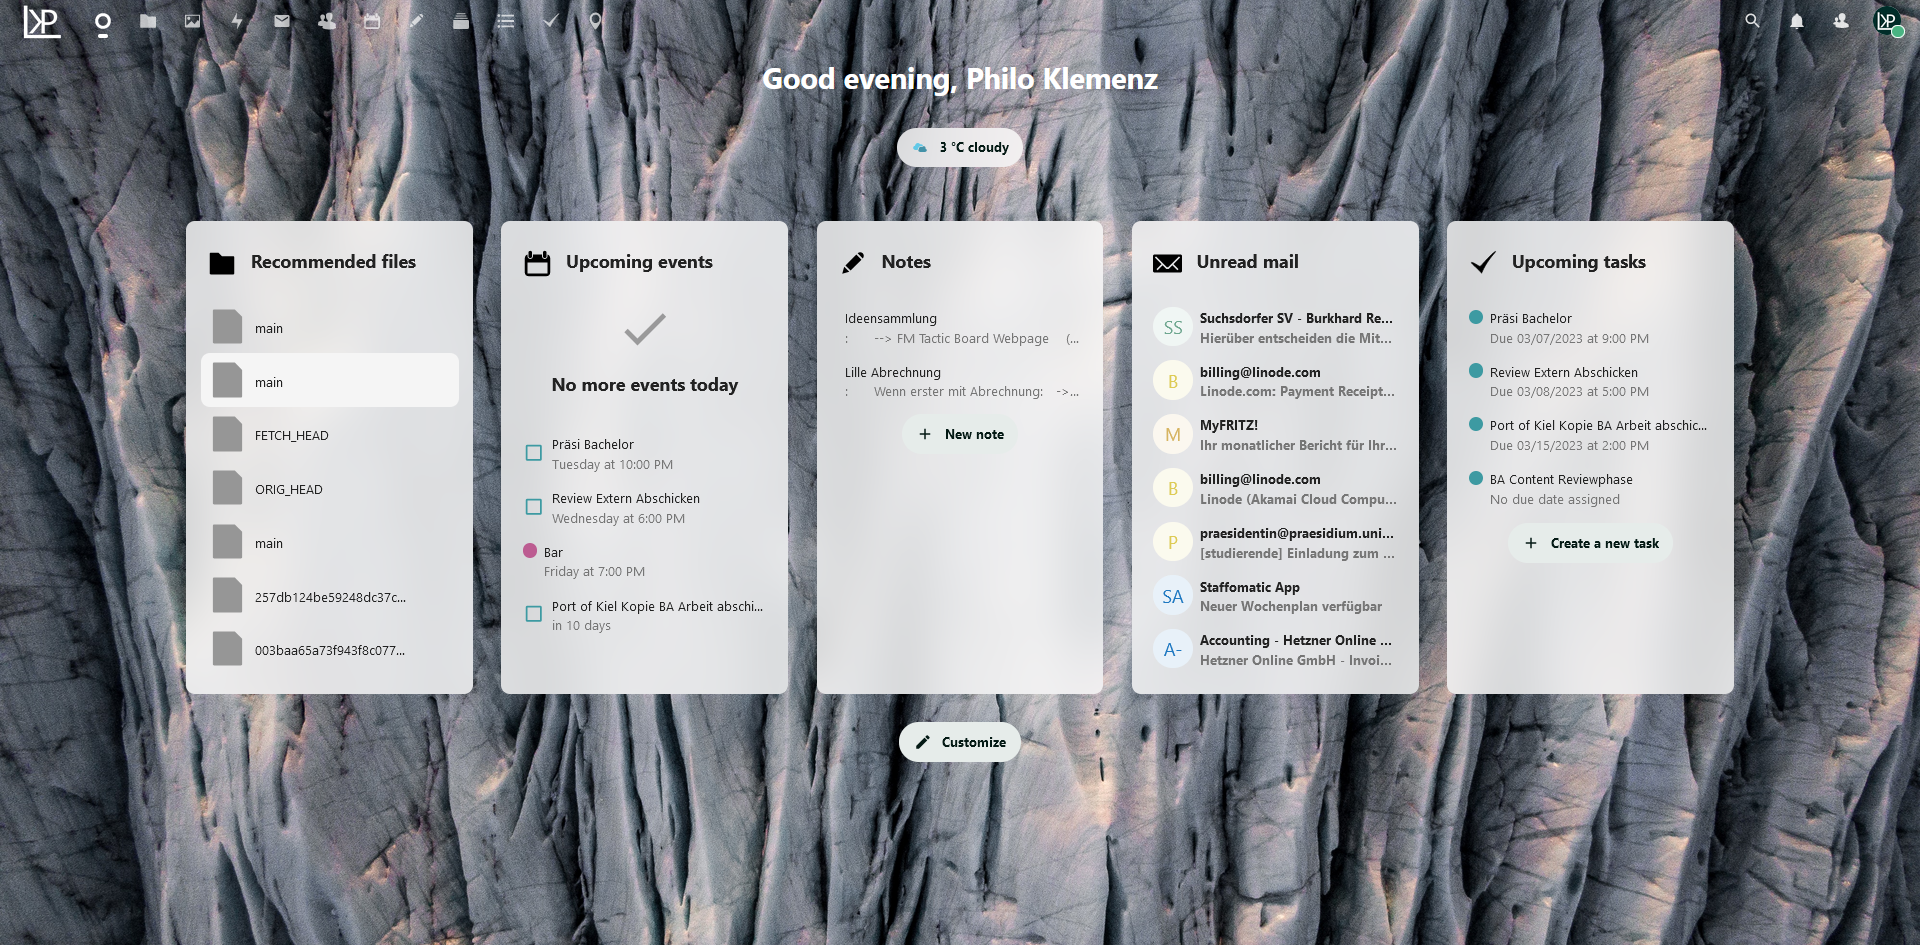 Good evening, Philo Klemenz
3 °C cloudy
Recommended files
main
main
FETCH_HEAD
ORIG_HEAD
main
257db124be59248dc37c...
003baa65a73f943f8c077...
Upcoming events
No more events today
Präsi Bachelor
Tuesday at 10:00 PM
Review Extern Abschicken
Wednesday at 6:00 PM
Bar
Friday at 7:00 PM
Port of Kiel Kopie BA Arbeit abschi...
in 10 days
Notes
Ideensammlung
: --> FM Tactic Board Webpage (...
Lille Abrechnung
: Wenn erster mit Abrechnung: ->...
+ New note
Unread mail
SS
Suchsdorfer SV - Burkhard Re...
Hierüber entscheiden die Mit...
B
billing@linode.com
Linode.com: Payment Receipt...
M
MyFRITZ!
Ihr monatlicher Bericht für Ihr...
B
billing@linode.com
Linode (Akamai Cloud Compu...
P
praesidentin@praesidium.uni...
[studierende] Einladung zum ...
SA
Staffomatic App
Neuer Wochenplan verfügbar
A-
Accounting - Hetzner Online ...
Hetzner Online GmbH - Invoi...
Upcoming tasks
Präsi Bachelor
Due 03/07/2023 at 9:00 PM
Review Extern Abschicken
Due 03/08/2023 at 5:00 PM
Port of Kiel Kopie BA Arbeit abschic...
Due 03/15/2023 at 2:00 PM
BA Content Reviewphase
No due date assigned
+ Create a new task
Customize